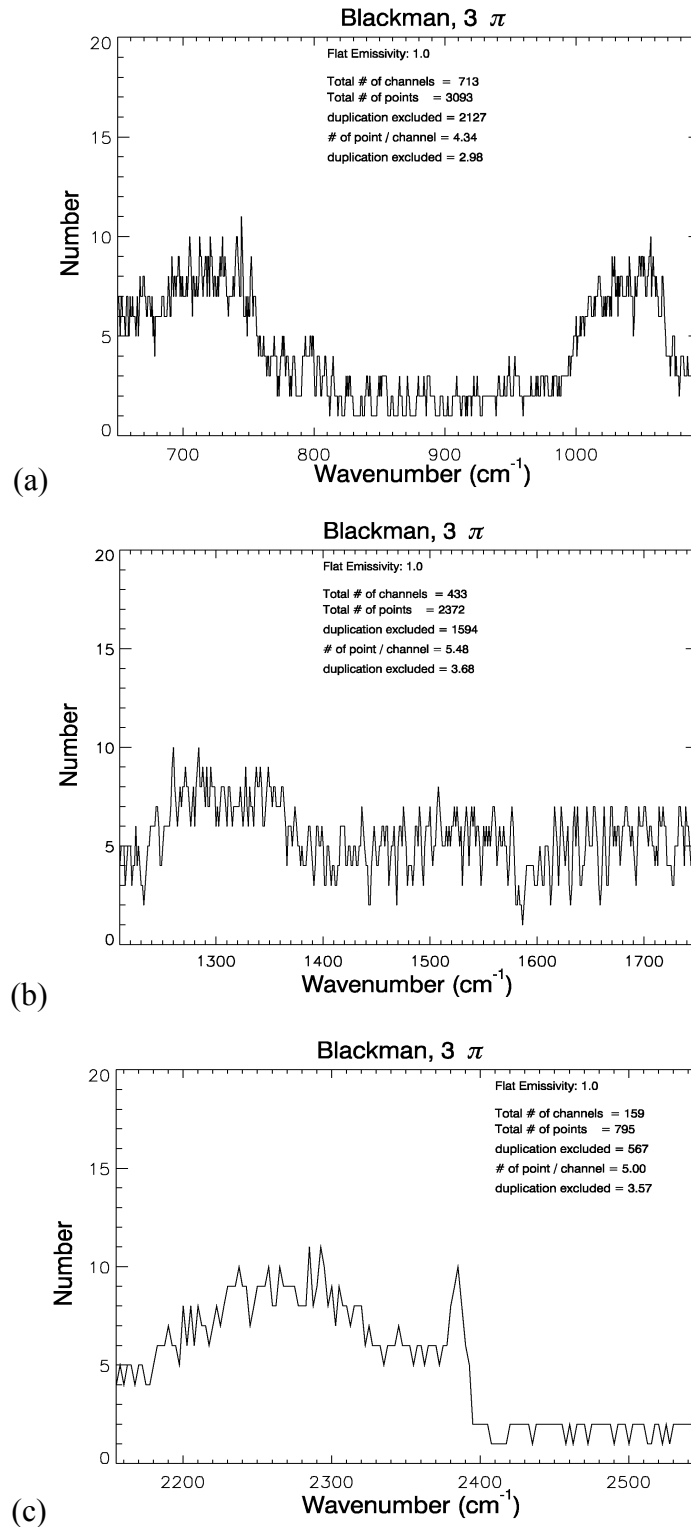 Blackman, 3 π
20
Flat Emissivity: 1.0
Total # of channels = 713
Total # of points = 3093
duplication excluded = 2127
# of point / channel = 4.34
duplication excluded = 2.98
15
Number
10
5
0
700 800 900 1000
Wavenumber (cm-1)
(a)
Blackman, 3 π
20
Flat Emissivity: 1.0
Total # of channels = 433
Total # of points = 2372
duplication excluded = 1594
# of point / channel = 5.48
duplication excluded = 3.68
15
Number
10
5
0
1300 1400 1500 1600 1700
Wavenumber (cm-1)
(b)
Blackman, 3 π
20
Flat Emissivity: 1.0
Total # of channels = 159
Total # of points = 795
duplication excluded = 567
# of point / channel = 5.00
duplication excluded = 3.57
15
Number
10
5
0
2200 2300 2400 2500
Wavenumber (cm-1)
(c)